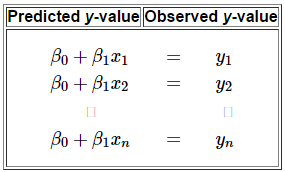 Predicted y-value Observed y-value
β₀ + β₁x₁ = y₁
β₀ + β₁x₂ = y₂
□ □
β₀ + β₁xₙ = yₙ